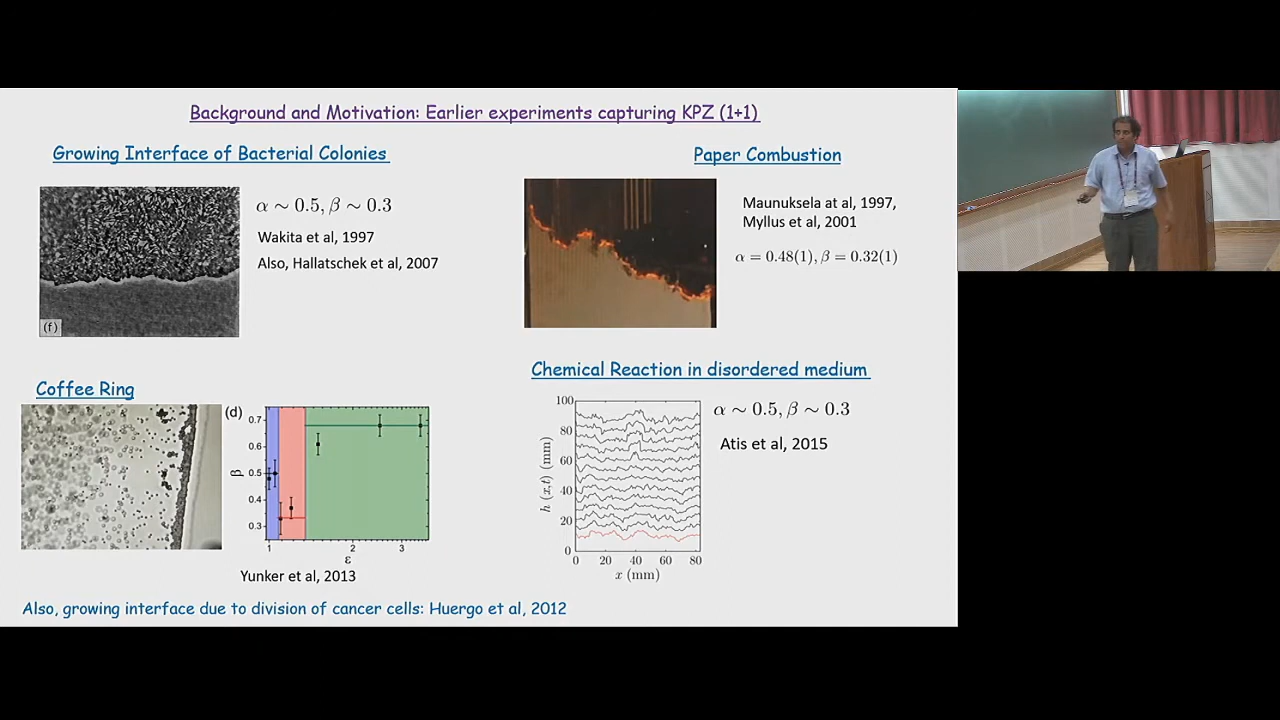 Background and Motivation: Earlier experiments capturing KPZ (1+1)
Growing Interface of Bacterial Colonies
α ∼ 0.5, β ∼ 0.3
Wakita et al, 1997
Also, Hallatschek et al, 2007
(f)
Paper Combustion
Maunuksela at al, 1997,
Myllus et al, 2001
α = 0.48(1), β = 0.32(1)
Coffee Ring
(d)
0.7
0.6
0.5
0.4
0.3
β
1 2 3
ε
Yunker et al, 2013
Chemical Reaction in disordered medium
100
80
60
40
20
0
h (x,t) (mm)
0 20 40 60 80
x (mm)
α ∼ 0.5, β ∼ 0.3
Atis et al, 2015
Also, growing interface due to division of cancer cells: Huergo et al, 2012